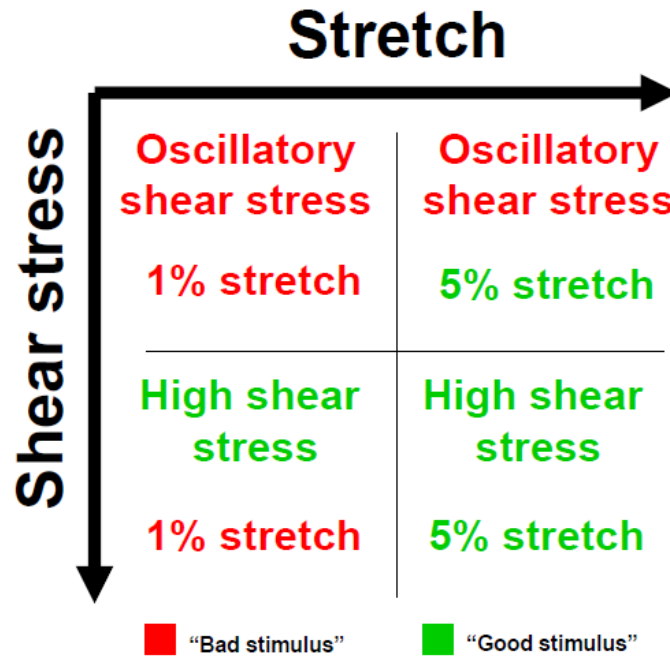 Stretch
Shear stress
Oscillatory
shear stress
1% stretch
Oscillatory
shear stress
5% stretch
High shear
stress
1% stretch
High shear
stress
5% stretch
“Bad stimulus”
“Good stimulus”